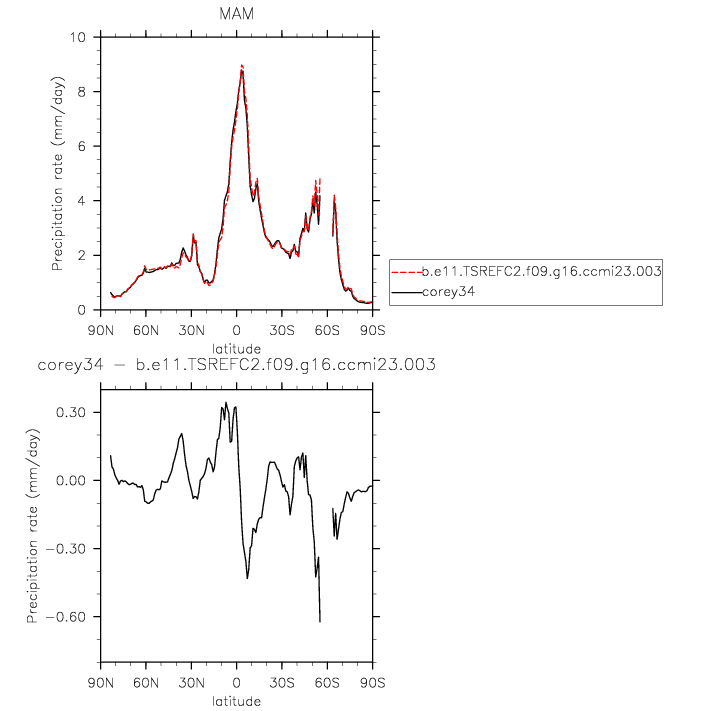 MAM
10
8
6
4
2
0
Precipitation rate (mm/day)
90N 60N 30N 0 30S 60S 90S
latitude
b.e11.TSREFC2.f09.g16.ccmi23.003
corey34
corey34 − b.e11.TSREFC2.f09.g16.ccmi23.003
0.30
0.00
−0.30
−0.60
Precipitation rate (mm/day)
90N 60N 30N 0 30S 60S 90S
latitude